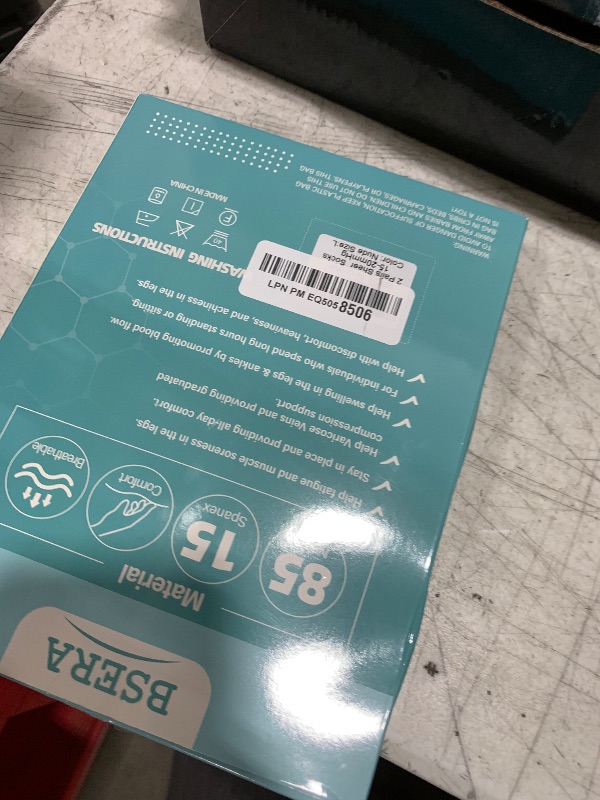 BSERA
Material
85
15
Spanex
Comfort
Breathable
Help fatigue and muscle soreness in the legs.
Stay in place and providing all-day comfort.
Help Varicose Veins and providing graduated
compression support.
Help swelling in the legs & ankles by promoting blood flow.
For individuals who spend long hours standing or sitting
Help with discomfort, heaviness, and achiness in the legs.
LPN PM EQ5058506
2 Pairs Sheer Socks
15-20mmHg
Color: Nude Size:L
WASHING INSTRUCTIONS
40
F
MADE IN CHINA
WARNING:
TO AVOID DANGER OF SUFFOCATION, KEEP PLASTIC BAG
AWAY FROM BABIES AND CHILDREN. DO NOT USE THIS
BAG IN CRIBS, BEDS, CARRIAGES, OR PLAYPENS. THIS BAG
IS NOT A TOY!